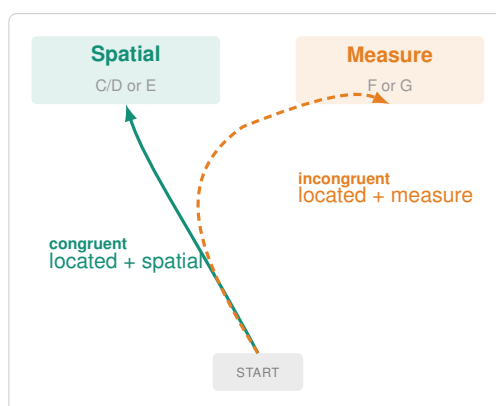 Spatial
C/D or E
Measure
F or G
incongruent
located + measure
congruent
located + spatial
START